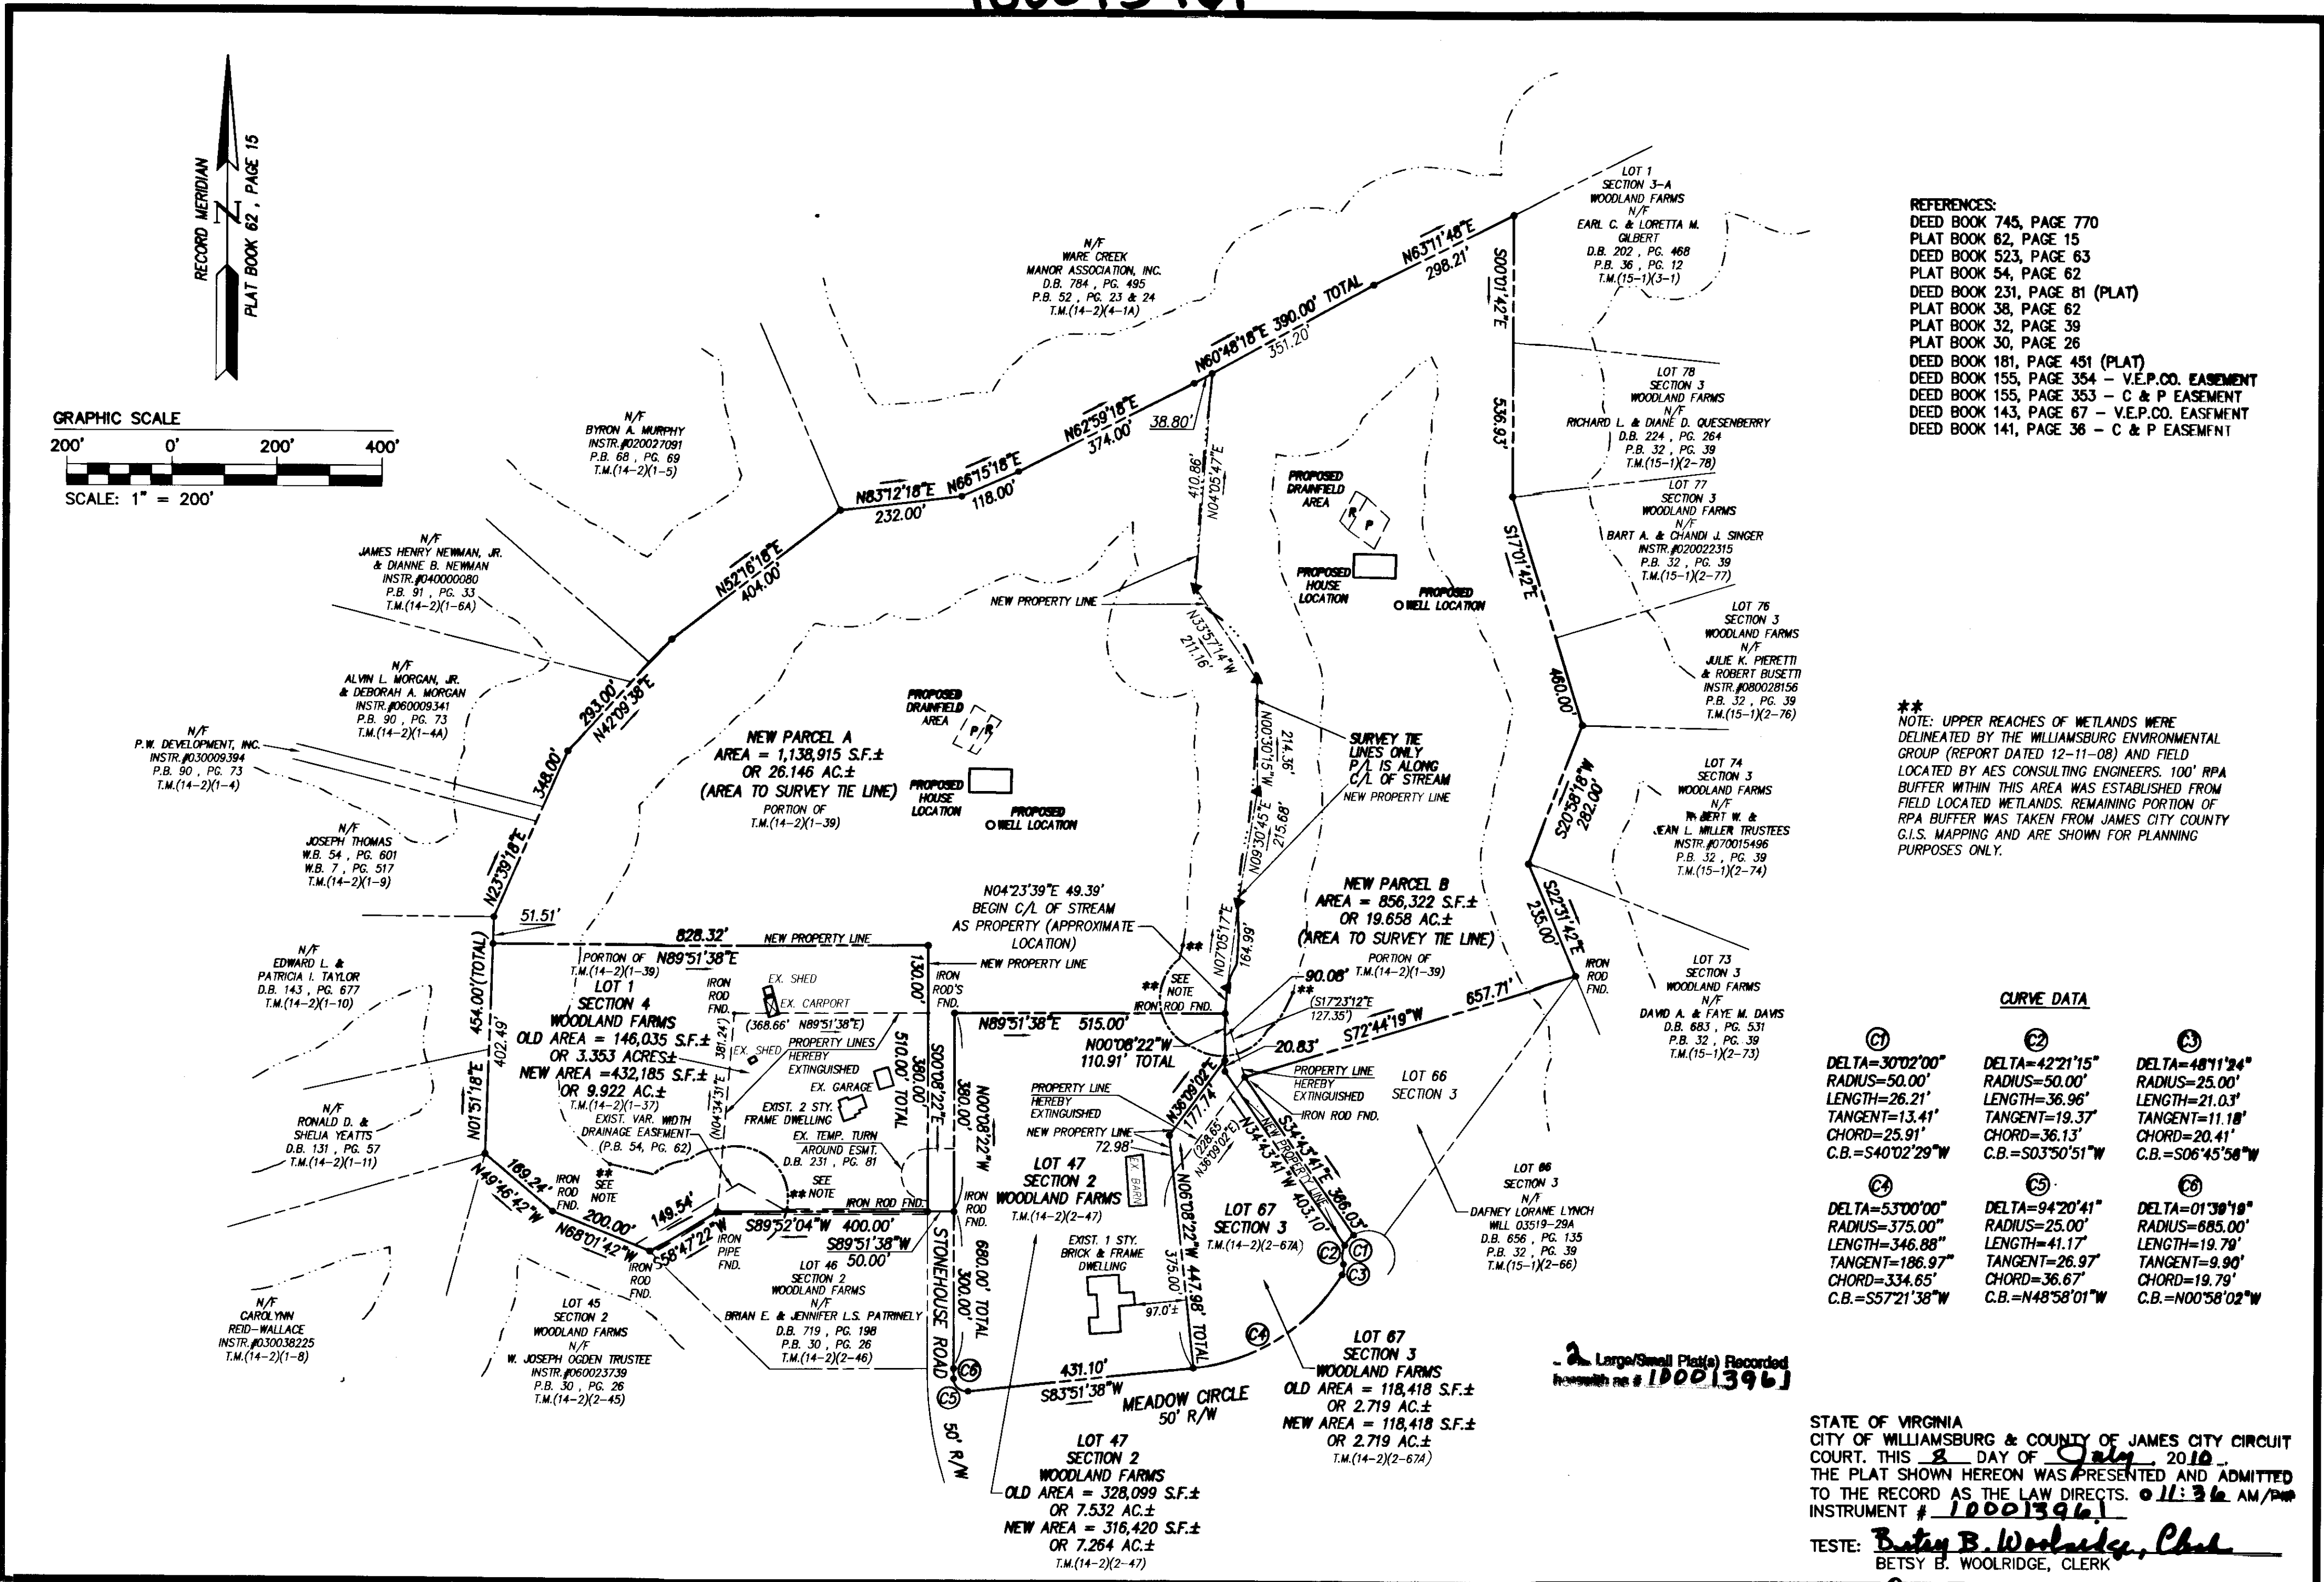 RECORD MERIDIAN
N
PLAT BOOK 62 , PAGE 15
GRAPHIC SCALE
200' 0' 200' 400'
SCALE: 1" = 200'
N/F
WARE CREEK
MANOR ASSOCIATION, INC.
D.B. 784 , PG. 495
P.B. 52 , PG. 23 & 24
T.M.(14-2)(4-1A)
N/F
BYRON A. MURPHY
INSTR.#020027091
P.B. 68 , PG. 69
T.M.(14-2)(1-5)
N/F
JAMES HENRY NEWMAN, JR.
& DIANNE B. NEWMAN
INSTR.#040000080
P.B. 91 , PG. 33
T.M.(14-2)(1-6A)
N/F
ALVIN L. MORGAN, JR.
& DEBORAH A. MORGAN
INSTR.#060009341
P.B. 90 , PG. 73
T.M.(14-2)(1-4A)
N/F
P.W. DEVELOPMENT, INC.
INSTR.#030009394
P.B. 90 , PG. 73
T.M.(14-2)(1-4)
N/F
JOSEPH THOMAS
W.B. 54 , PG. 601
W.B. 7 , PG. 517
T.M.(14-2)(1-9)
N/F
EDWARD L. &
PATRICIA I. TAYLOR
D.B. 143 , PG. 677
T.M.(14-2)(1-10)
N/F
RONALD D. &
SHELIA YEATTS
D.B. 131 , PG. 57
T.M.(14-2)(1-11)
N/F
CAROLYNN
REID-WALLACE
INSTR.#030038225
T.M.(14-2)(1-8)
LOT 45
SECTION 2
WOODLAND FARMS
N/F
W. JOSEPH OGDEN TRUSTEE
INSTR.#060023739
P.B. 30 , PG. 26
T.M.(14-2)(2-45)
LOT 46
SECTION 2
WOODLAND FARMS
N/F
BRIAN E. & JENNIFER L.S. PATRINELY
D.B. 719 , PG. 198
P.B. 30 , PG. 26
T.M.(14-2)(2-46)
N63°11'48"E
298.21'
N60°48'18"E 390.00' TOTAL
351.20'
38.80'
N62°59'18"E
374.00'
N66°15'18"E
118.00'
N83°12'18"E
232.00'
N52°16'18"E
404.00'
293.00'
N42°09'38"E
348.00'
N23°39'18"E
51.51'
N01°51'18"E 454.00'(TOTAL)
402.49'
169.24'
N49°46'42"W
200.00'
N68°01'42"W
149.54'
S58°47'22"W
S89°52'04"W 400.00'
S89°51'38"W
50.00'
S00°01'42"E
536.93'
S17°01'42"E
460.00'
S20°58'18"W
282.00'
S22°31'42"E
235.00'
657.71'
S72°44'19"W
410.86'
N04°05'47"E
NEW PROPERTY LINE
N33°57'14"W
211.16'
N00°30'15"W
214.36'
N09°30'45"E
215.68'
N07°05'17"E
164.99'
SURVEY TIE
LINES ONLY
P/L IS ALONG
C/L OF STREAM
NEW PROPERTY LINE
PROPOSED
DRAINFIELD
AREA
R
P
PROPOSED
HOUSE
LOCATION
PROPOSED
WELL LOCATION
PROPOSED
DRAINFIELD
AREA
P/R
PROPOSED
HOUSE
LOCATION
PROPOSED
WELL LOCATION
NEW PARCEL A
AREA = 1,138,915 S.F.±
OR 26.146 AC.±
(AREA TO SURVEY TIE LINE)
PORTION OF
T.M.(14-2)(1-39)
NEW PARCEL B
AREA = 856,322 S.F.±
OR 19.658 AC.±
(AREA TO SURVEY TIE LINE)
PORTION OF
T.M.(14-2)(1-39)
N04°23'39"E 49.39'
BEGIN C/L OF STREAM
AS PROPERTY (APPROXIMATE
LOCATION)
NEW PROPERTY LINE
828.32' NEW PROPERTY LINE
N89°51'38"E
PORTION OF
T.M.(14-2)(1-39)
LOT 1
SECTION 4
WOODLAND FARMS
OLD AREA = 146,035 S.F.±
OR 3.353 ACRES±
NEW AREA =432,185 S.F.±
OR 9.922 AC.±
T.M.(14-2)(1-37)
EXIST. VAR. WIDTH
DRAINAGE EASEMENT
(P.B. 54, PG. 62)
IRON
ROD
FND.
EX. SHED
EX. CARPORT
(368.66' N89°51'38"E)
381.24')
(N04°34'31"E
EX. SHED
PROPERTY LINES
HEREBY
EXTINGUISHED
EX. GARAGE
EXIST. 2 STY.
FRAME DWELLING
EX. TEMP. TURN
AROUND ESMT.
D.B. 231 , PG. 81
**
SEE
NOTE
SEE
** NOTE
IRON ROD FND.
IRON
ROD
FND.
IRON
ROD
FND.
IRON
PIPE
FND.
130.00'
IRON
ROD'S
FND.
510.00' TOTAL
380.00'
S00°08'22"E
380.00'
N00°08'22"W
680.00' TOTAL
300.00'
IRON
ROD
FND.
STONEHOUSE ROAD
50' R/W
N89°51'38"E 515.00'
IRON ROD FND.
** SEE
NOTE
**
90.08'
**
(S17°23'12"E
127.35')
N00°08'22"W
110.91' TOTAL
20.83'
N36°09'02"E
177.74'
(228.65'
N36°09'02"E)
PROPERTY LINE
HEREBY
EXTINGUISHED
NEW PROPERTY LINE
72.98'
PROPERTY LINE
HEREBY
EXTINGUISHED
IRON ROD FND.
LOT 66
SECTION 3
IRON
ROD
FND.
S34°43'41"E 386.03'
NEW PROPERTY LINE
N34°43'41"W 403.10'
EX. BARN
N06°08'22"W 447.98' TOTAL
375.00'
97.0'±
LOT 47
SECTION 2
WOODLAND FARMS
T.M.(14-2)(2-47)
EXIST. 1 STY.
BRICK & FRAME
DWELLING
LOT 67
SECTION 3
T.M.(14-2)(2-67A)
C2
C1
C3
C4
C6
C5
431.10'
S83°51'38"W
MEADOW CIRCLE
50' R/W
LOT 47
SECTION 2
WOODLAND FARMS
OLD AREA = 328,099 S.F.±
OR 7.532 AC.±
NEW AREA = 316,420 S.F.±
OR 7.264 AC.±
T.M.(14-2)(2-47)
LOT 67
SECTION 3
WOODLAND FARMS
OLD AREA = 118,418 S.F.±
OR 2.719 AC.±
NEW AREA = 118,418 S.F.±
OR 2.719 AC.±
T.M.(14-2)(2-67A)
LOT 66
SECTION 3
N/F
DAFNEY LORANE LYNCH
WILL 03519-29A
D.B. 656 , PG. 135
P.B. 32 , PG. 39
T.M.(15-1)(2-66)
LOT 1
SECTION 3-A
WOODLAND FARMS
N/F
EARL C. & LORETTA M.
GILBERT
D.B. 202 , PG. 468
P.B. 36 , PG. 12
T.M.(15-1)(3-1)
LOT 78
SECTION 3
WOODLAND FARMS
N/F
RICHARD L. & DIANE D. QUESENBERRY
D.B. 224 , PG. 264
P.B. 32 , PG. 39
T.M.(15-1)(2-78)
LOT 77
SECTION 3
WOODLAND FARMS
N/F
BART A. & CHANDI J. SINGER
INSTR.#020022315
P.B. 32 , PG. 39
T.M.(15-1)(2-77)
LOT 76
SECTION 3
WOODLAND FARMS
N/F
JULIE K. PIERETTI
& ROBERT BUSETTI
INSTR.#080028156
P.B. 32 , PG. 39
T.M.(15-1)(2-76)
LOT 74
SECTION 3
WOODLAND FARMS
N/F
W. &
JEAN L. MILLER TRUSTEES
INSTR.#070015496
P.B. 32 , PG. 39
T.M.(15-1)(2-74)
LOT 73
SECTION 3
WOODLAND FARMS
N/F
DAVID A. & FAYE M. DAVIS
D.B. 683 , PG. 531
P.B. 32 , PG. 39
T.M.(15-1)(2-73)
REFERENCES:
DEED BOOK 745, PAGE 770
PLAT BOOK 62, PAGE 15
DEED BOOK 523, PAGE 63
PLAT BOOK 54, PAGE 62
DEED BOOK 231, PAGE 81 (PLAT)
PLAT BOOK 38, PAGE 62
PLAT BOOK 32, PAGE 39
PLAT BOOK 30, PAGE 26
DEED BOOK 181, PAGE 451 (PLAT)
DEED BOOK 155, PAGE 354 - V.E.P.CO. EASEMENT
DEED BOOK 155, PAGE 353 - C & P EASEMENT
DEED BOOK 143, PAGE 67 - V.E.P.CO. EASEMENT
DEED BOOK 141, PAGE 36 - C & P EASEMENT
**
NOTE: UPPER REACHES OF WETLANDS WERE
DELINEATED BY THE WILLIAMSBURG ENVIRONMENTAL
GROUP (REPORT DATED 12-11-08) AND FIELD
LOCATED BY AES CONSULTING ENGINEERS. 100' RPA
BUFFER WITHIN THIS AREA WAS ESTABLISHED FROM
FIELD LOCATED WETLANDS. REMAINING PORTION OF
RPA BUFFER WAS TAKEN FROM JAMES CITY COUNTY
G.I.S. MAPPING AND ARE SHOWN FOR PLANNING
PURPOSES ONLY.
CURVE DATA
C1
DELTA=30°02'00"
RADIUS=50.00'
LENGTH=26.21'
TANGENT=13.41'
CHORD=25.91'
C.B.=S40°02'29"W
C2
DELTA=42°21'15"
RADIUS=50.00'
LENGTH=36.96'
TANGENT=19.37'
CHORD=36.13'
C.B.=S03°50'51"W
C3
DELTA=48°11'24"
RADIUS=25.00'
LENGTH=21.03'
TANGENT=11.18'
CHORD=20.41'
C.B.=S06°45'56"W
C4
DELTA=53°00'00"
RADIUS=375.00"
LENGTH=346.88"
TANGENT=186.97"
CHORD=334.65'
C.B.=S57°21'38"W
C5
DELTA=94°20'41"
RADIUS=25.00'
LENGTH=41.17'
TANGENT=26.97'
CHORD=36.67'
C.B.=N48°58'01"W
C6
DELTA=01°39'19"
RADIUS=685.00'
LENGTH=19.79'
TANGENT=9.90'
CHORD=19.79'
C.B.=N00°58'02"W
2 Large/Small Plat(s) Recorded
herewith as # 100013961
STATE OF VIRGINIA
CITY OF WILLIAMSBURG & COUNTY OF JAMES CITY CIRCUIT
COURT. THIS 8 DAY OF July, 2010.
THE PLAT SHOWN HEREON WAS PRESENTED AND ADMITTED
TO THE RECORD AS THE LAW DIRECTS. @ 11:36 AM/PM
INSTRUMENT # 100013961
TESTE: Betsy B. Woolridge, Clerk
BETSY B. WOOLRIDGE, CLERK